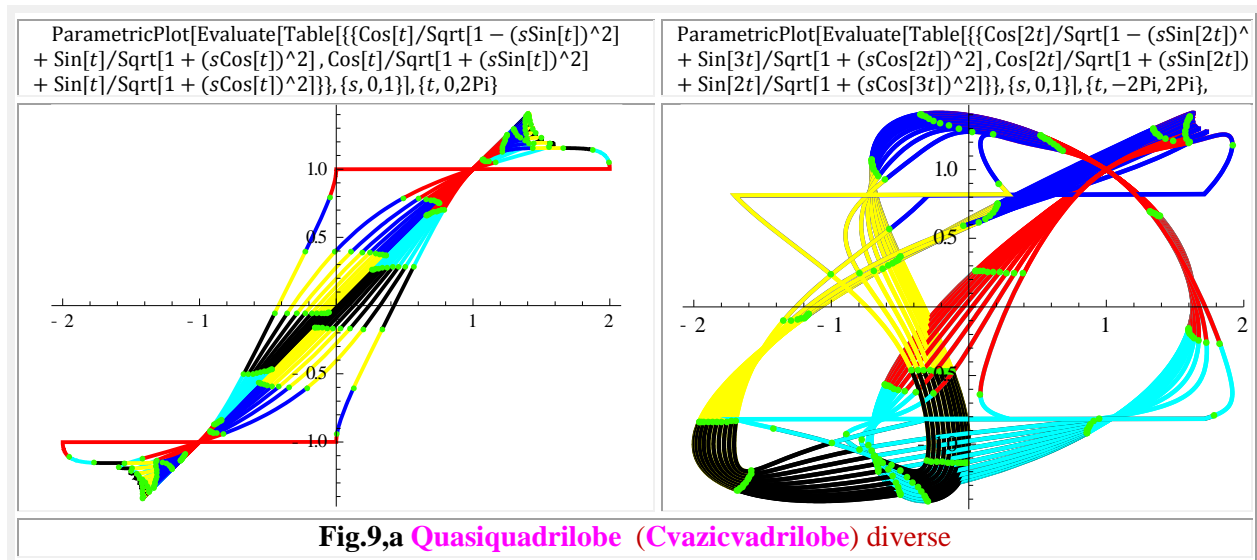 ParametricPlot[Evaluate[Table[{{Cos[t]/Sqrt[1 − (sSin[t])^2]
+ Sin[t]/Sqrt[1 + (sCos[t])^2] , Cos[t]/Sqrt[1 + (sSin[t])^2]
+ Sin[t]/Sqrt[1 + (sCos[t])^2]}},{s, 0,1}],{t, 0,2Pi}
ParametricPlot[Evaluate[Table[{{Cos[2t]/Sqrt[1 − (sSin[2t])^
+ Sin[3t]/Sqrt[1 + (sCos[2t])^2] , Cos[2t]/Sqrt[1 + (sSin[2t])
+ Sin[2t]/Sqrt[1 + (sCos[3t])^2]}},{s, 0,1}],{t, −2Pi, 2Pi},
1.0
0.5
- 2
- 1
1
2
- 0.5
- 1.0
1.0
0.5
- 2
- 1
1
2
0.5
Fig.9,a Quasiquadrilobe (Cvazicvadrilobe) diverse